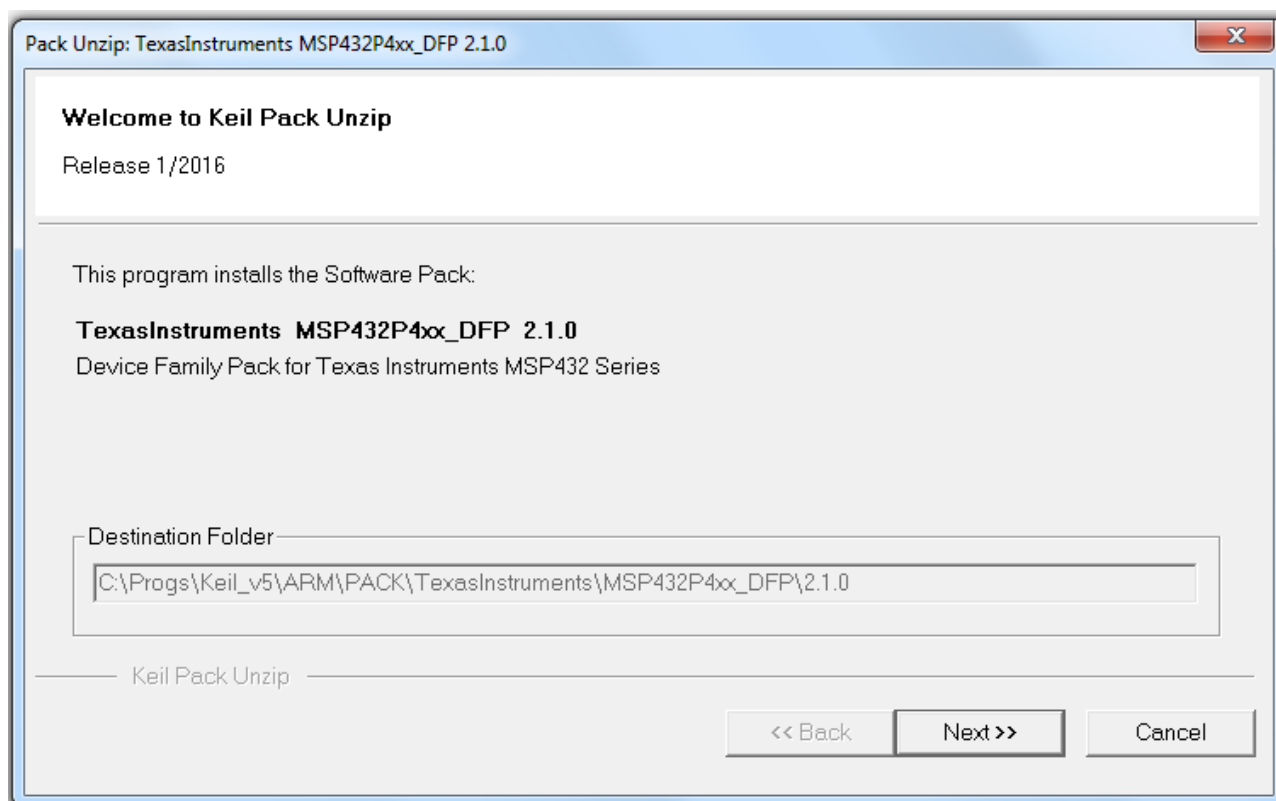 Pack Unzip: TexasInstruments MSP432P4xx_DFP 2.1.0
Welcome to Keil Pack Unzip
Release 1/2016
This program installs the Software Pack:
TexasInstruments MSP432P4xx_DFP 2.1.0
Device Family Pack for Texas Instruments MSP432 Series
Destination Folder
C:\Progs\Keil_v5\ARM\PACK\TexasInstruments\MSP432P4xx_DFP\2.1.0
Keil Pack Unzip
<< Back Next >> Cancel